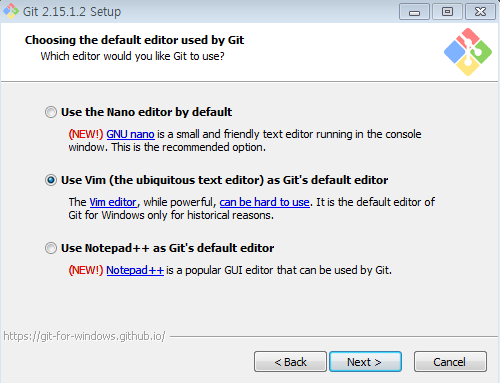 Git 2.15.1.2 Setup
Choosing the default editor used by Git
Which editor would you like Git to use?
Use the Nano editor by default
(NEW!) GNU nano is a small and friendly text editor running in the console
window. This is the recommended option.
Use Vim (the ubiquitous text editor) as Git's default editor
The Vim editor, while powerful, can be hard to use. It is the default editor of
Git for Windows only for historical reasons.
Use Notepad++ as Git's default editor
(NEW!) Notepad++ is a popular GUI editor that can be used by Git.
https://git-for-windows.github.io/
< Back
Next >
Cancel